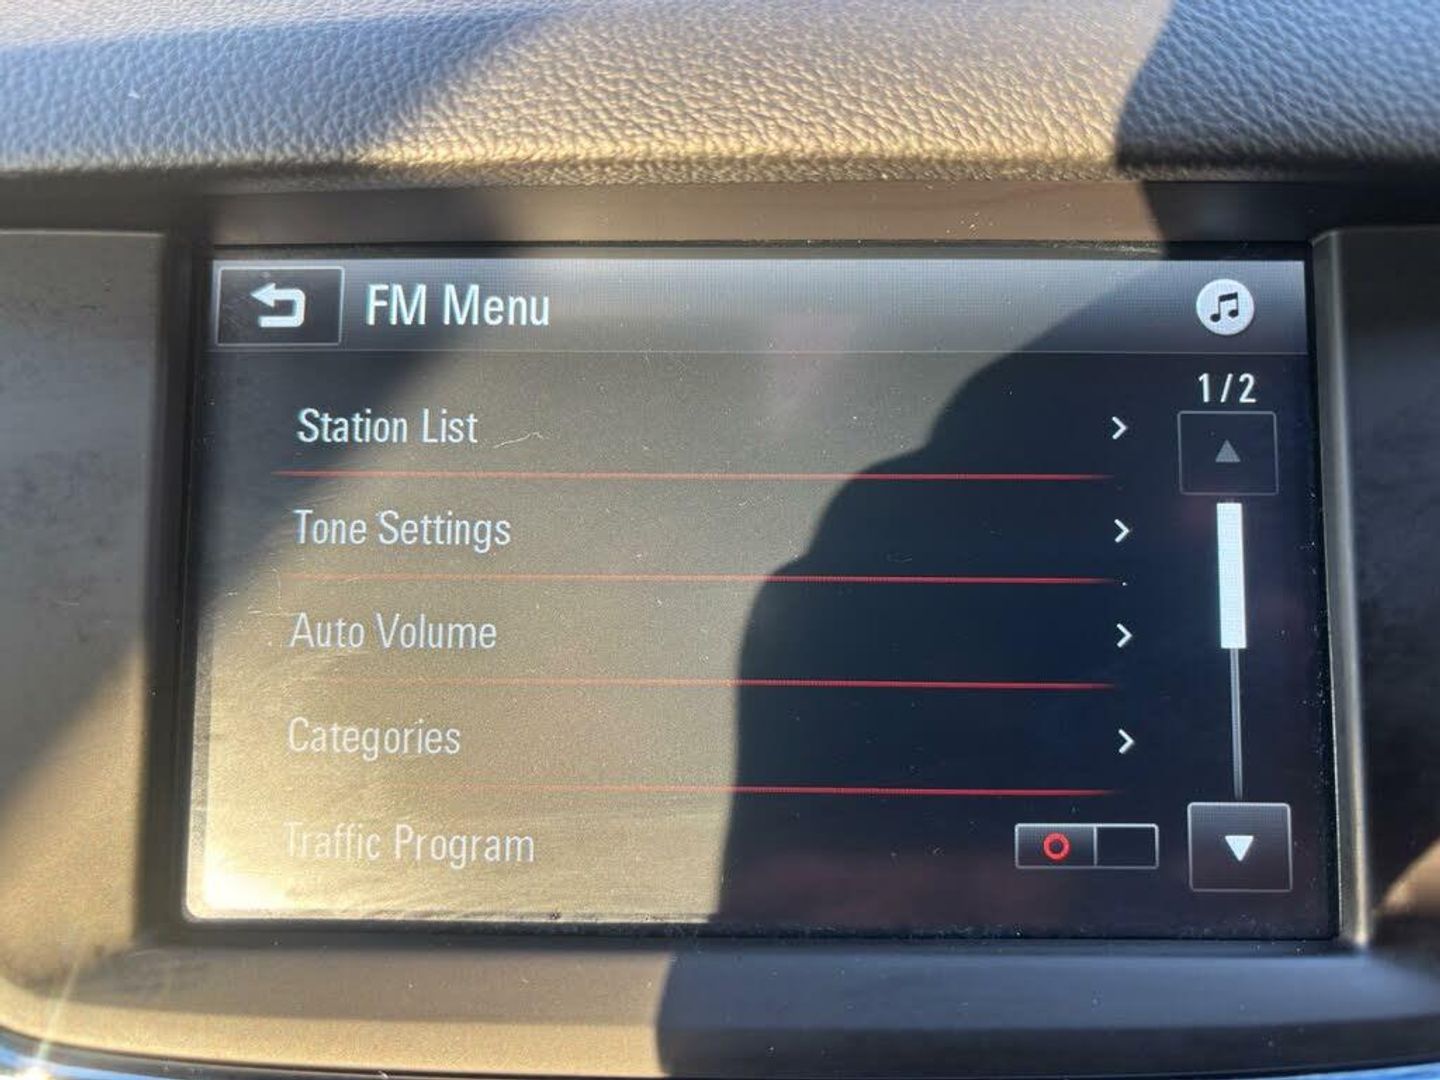 FM Menu
1/2
Station List
Tone Settings
Auto Volume
Categories
Traffic Program